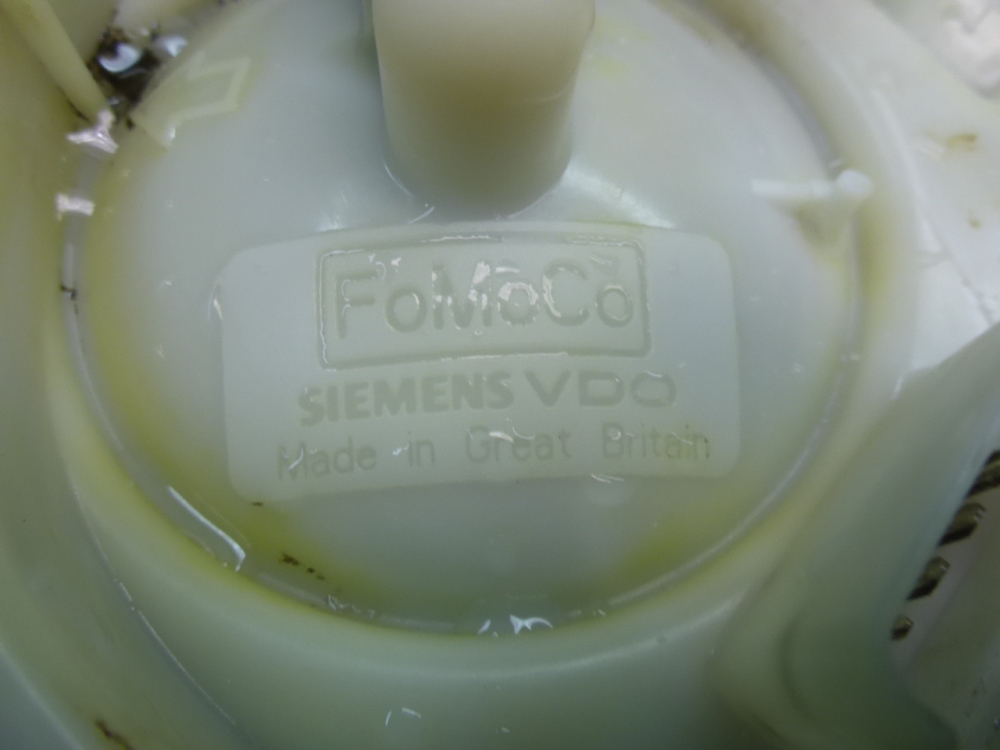 FoMoCo
SIEMENS VDO
Made in Great Britain